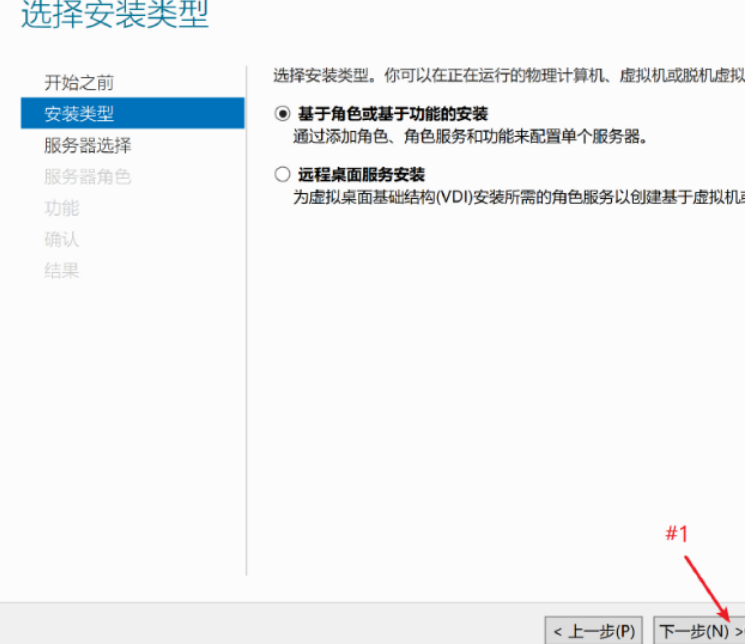 选择安装类型
开始之前
安装类型
服务器选择
服务器角色
功能
确认
结果
选择安装类型。你可以在正在运行的物理计算机、虚拟机或脱机虚拟
基于角色或基于功能的安装
通过添加角色、角色服务和功能来配置单个服务器。
远程桌面服务安装
为虚拟桌面基础结构(VDI)安装所需的角色服务以创建基于虚拟机
#1
< 上一步(P)
下一步(N) >